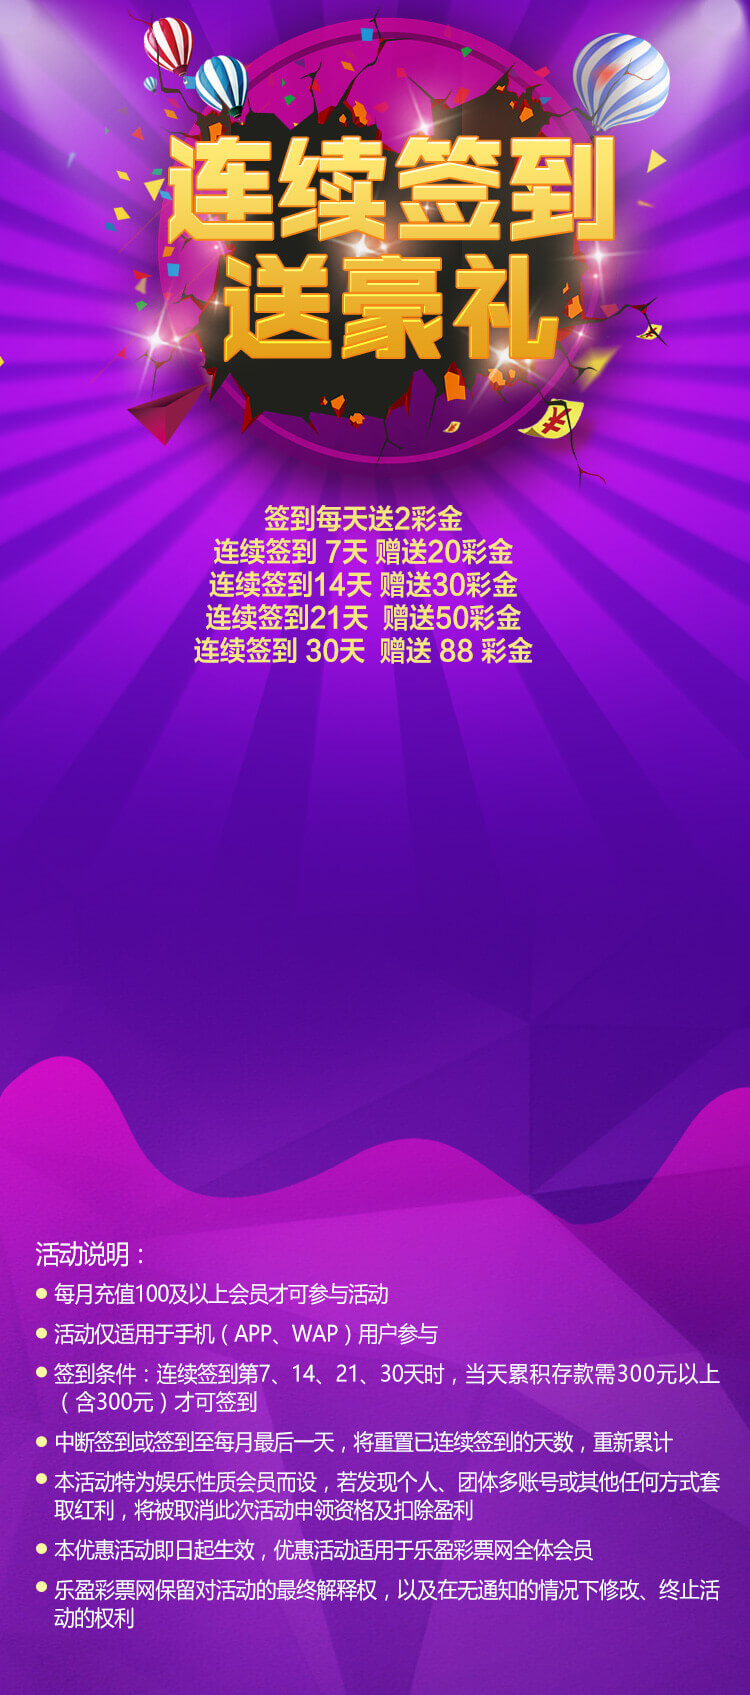 连续签到
送豪礼
签到每天送2彩金
连续签到 7天 赠送20彩金
连续签到14天 赠送30彩金
连续签到21天 赠送50彩金
连续签到 30天 赠送 88 彩金
活动说明：
每月充值100及以上会员才可参与活动
活动仅适用于手机（APP、WAP）用户参与
签到条件：连续签到第7、14、21、30天时，当天累积存款需300元以上
（含300元）才可签到
中断签到或签到至每月最后一天，将重置已连续签到的天数，重新累计
本活动特为娱乐性质会员而设，若发现个人、团体多账号或其他任何方式套
取红利，将被取消此次活动申领资格及扣除盈利
本优惠活动即日起生效，优惠活动适用于乐盈彩票网全体会员
乐盈彩票网保留对活动的最终解释权，以及在无通知的情况下修改、终止活
动的权利